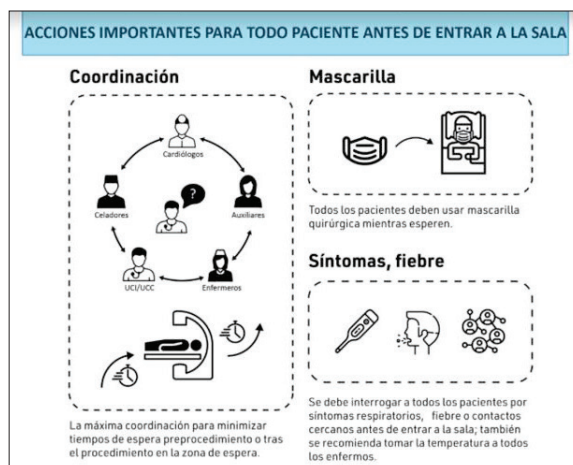 ACCIONES IMPORTANTES PARA TODO PACIENTE ANTES DE ENTRAR A LA SALA
Coordinación
Cardiólogos
Celadores
?
Auxiliares
UCI/UCC
Enfermeros
La máxima coordinación para minimizar
tiempos de espera preprocedimiento o tras
el procedimiento en la zona de espera.
Mascarilla
Todos los pacientes deben usar mascarilla
quirúrgica mientras esperen.
Síntomas, fiebre
Se debe interrogar a todos los pacientes por
síntomas respiratorios, fiebre o contactos
cercanos antes de entrar a la sala; también
se recomienda tomar la temperatura a todos
los enfermos.